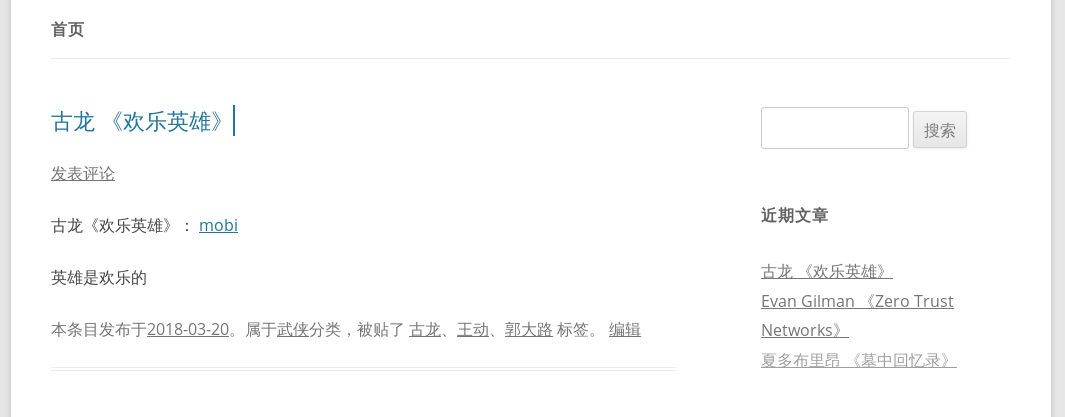 首页
古龙 《欢乐英雄》
发表评论
古龙《欢乐英雄》： mobi
英雄是欢乐的
本条目发布于2018-03-20。属于武侠分类，被贴了 古龙、王动、郭大路 标签。 编辑
搜索
近期文章
古龙 《欢乐英雄》
Evan Gilman 《Zero Trust
Networks》
夏多布里昂 《墓中回忆录》